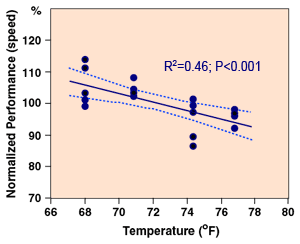 %
120
110
100
90
80
70
R²=0.46; P<0.001
Normalized Performance (speed)
66 68 70 72 74 76 78 80
Temperature (°F)